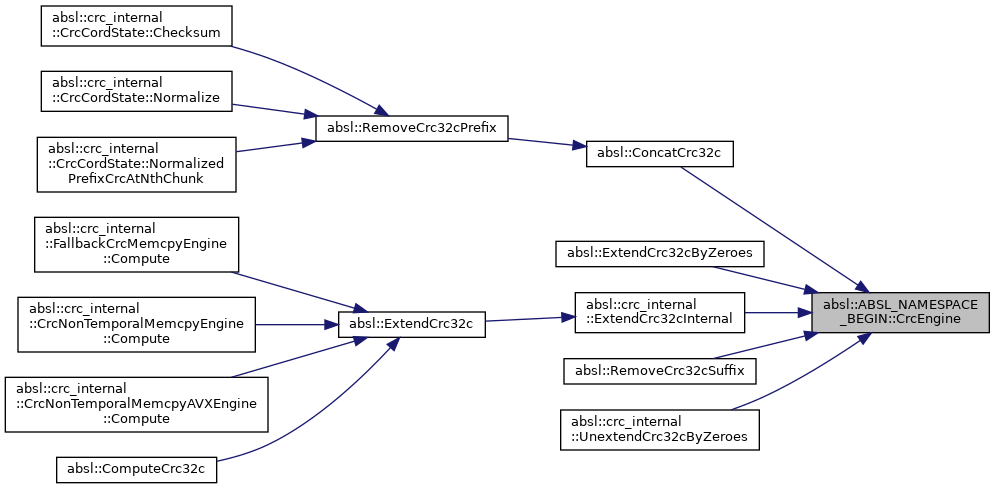 absl::crc_internal
::CrcCordState::Checksum
absl::crc_internal
::CrcCordState::Normalize
absl::RemoveCrc32cPrefix
absl::crc_internal
::CrcCordState::Normalized
PrefixCrcAtNthChunk
absl::ConcatCrc32c
absl::crc_internal
::FallbackCrcMemcpyEngine
::Compute
absl::ExtendCrc32cByZeroes
absl::crc_internal
::CrcNonTemporalMemcpyEngine
::Compute
absl::ExtendCrc32c
absl::crc_internal
::ExtendCrc32cInternal
absl::ABSL_NAMESPACE
_BEGIN::CrcEngine
absl::crc_internal
::CrcNonTemporalMemcpyAVXEngine
::Compute
absl::RemoveCrc32cSuffix
absl::crc_internal
::UnextendCrc32cByZeroes
absl::ComputeCrc32c